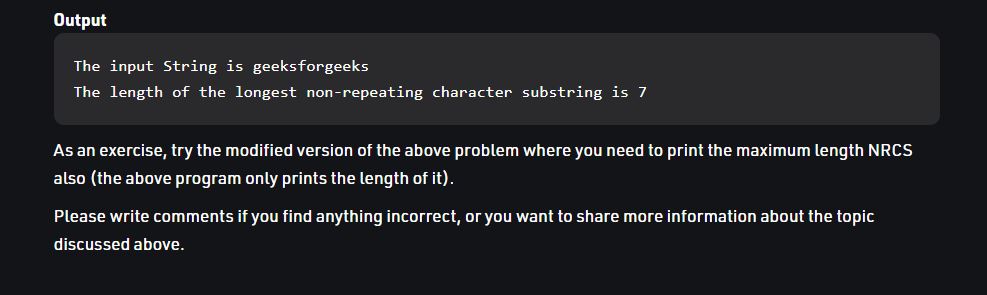 Output
The input String is geeksforgeeks
The length of the longest non-repeating character substring is 7
As an exercise, try the modified version of the above problem where you need to print the maximum length NRCS
also (the above program only prints the length of it).
Please write comments if you find anything incorrect, or you want to share more information about the topic
discussed above.